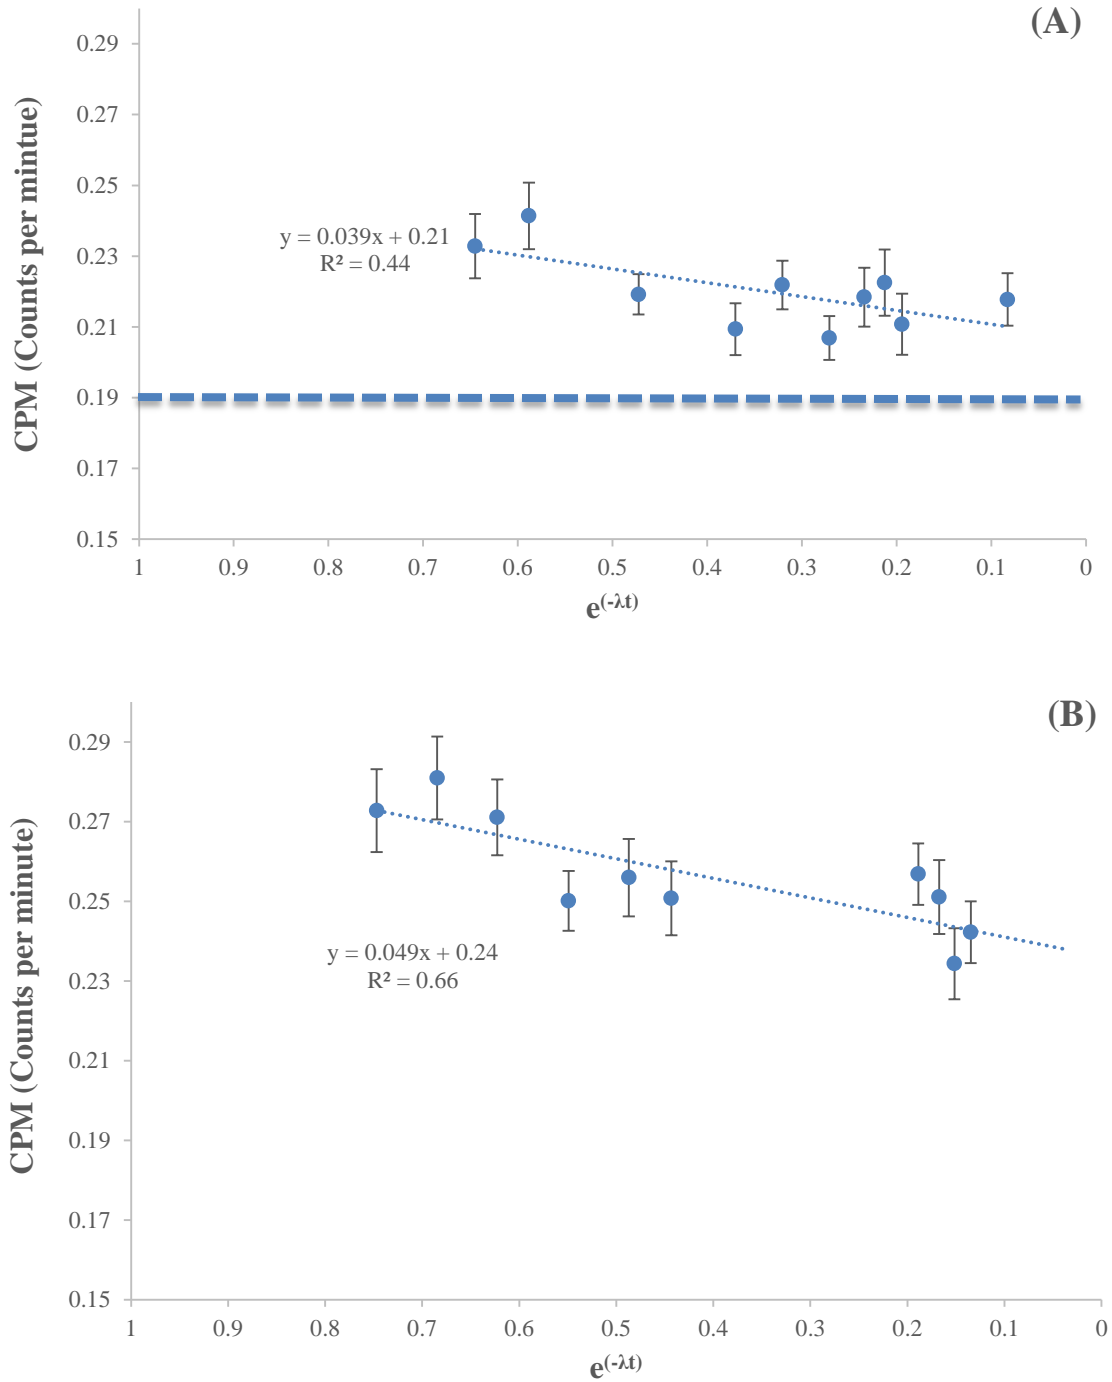 (A)
0.29
0.27
0.25
0.23
0.21
0.19
0.17
0.15
CPM (Counts per mintue)
y = 0.039x + 0.21
R² = 0.44
1 0.9 0.8 0.7 0.6 0.5 0.4 0.3 0.2 0.1 0
e(-λt)
(B)
0.29
0.27
0.25
0.23
0.21
0.19
0.17
0.15
CPM (Counts per minute)
y = 0.049x + 0.24
R² = 0.66
1 0.9 0.8 0.7 0.6 0.5 0.4 0.3 0.2 0.1 0
e(-λt)